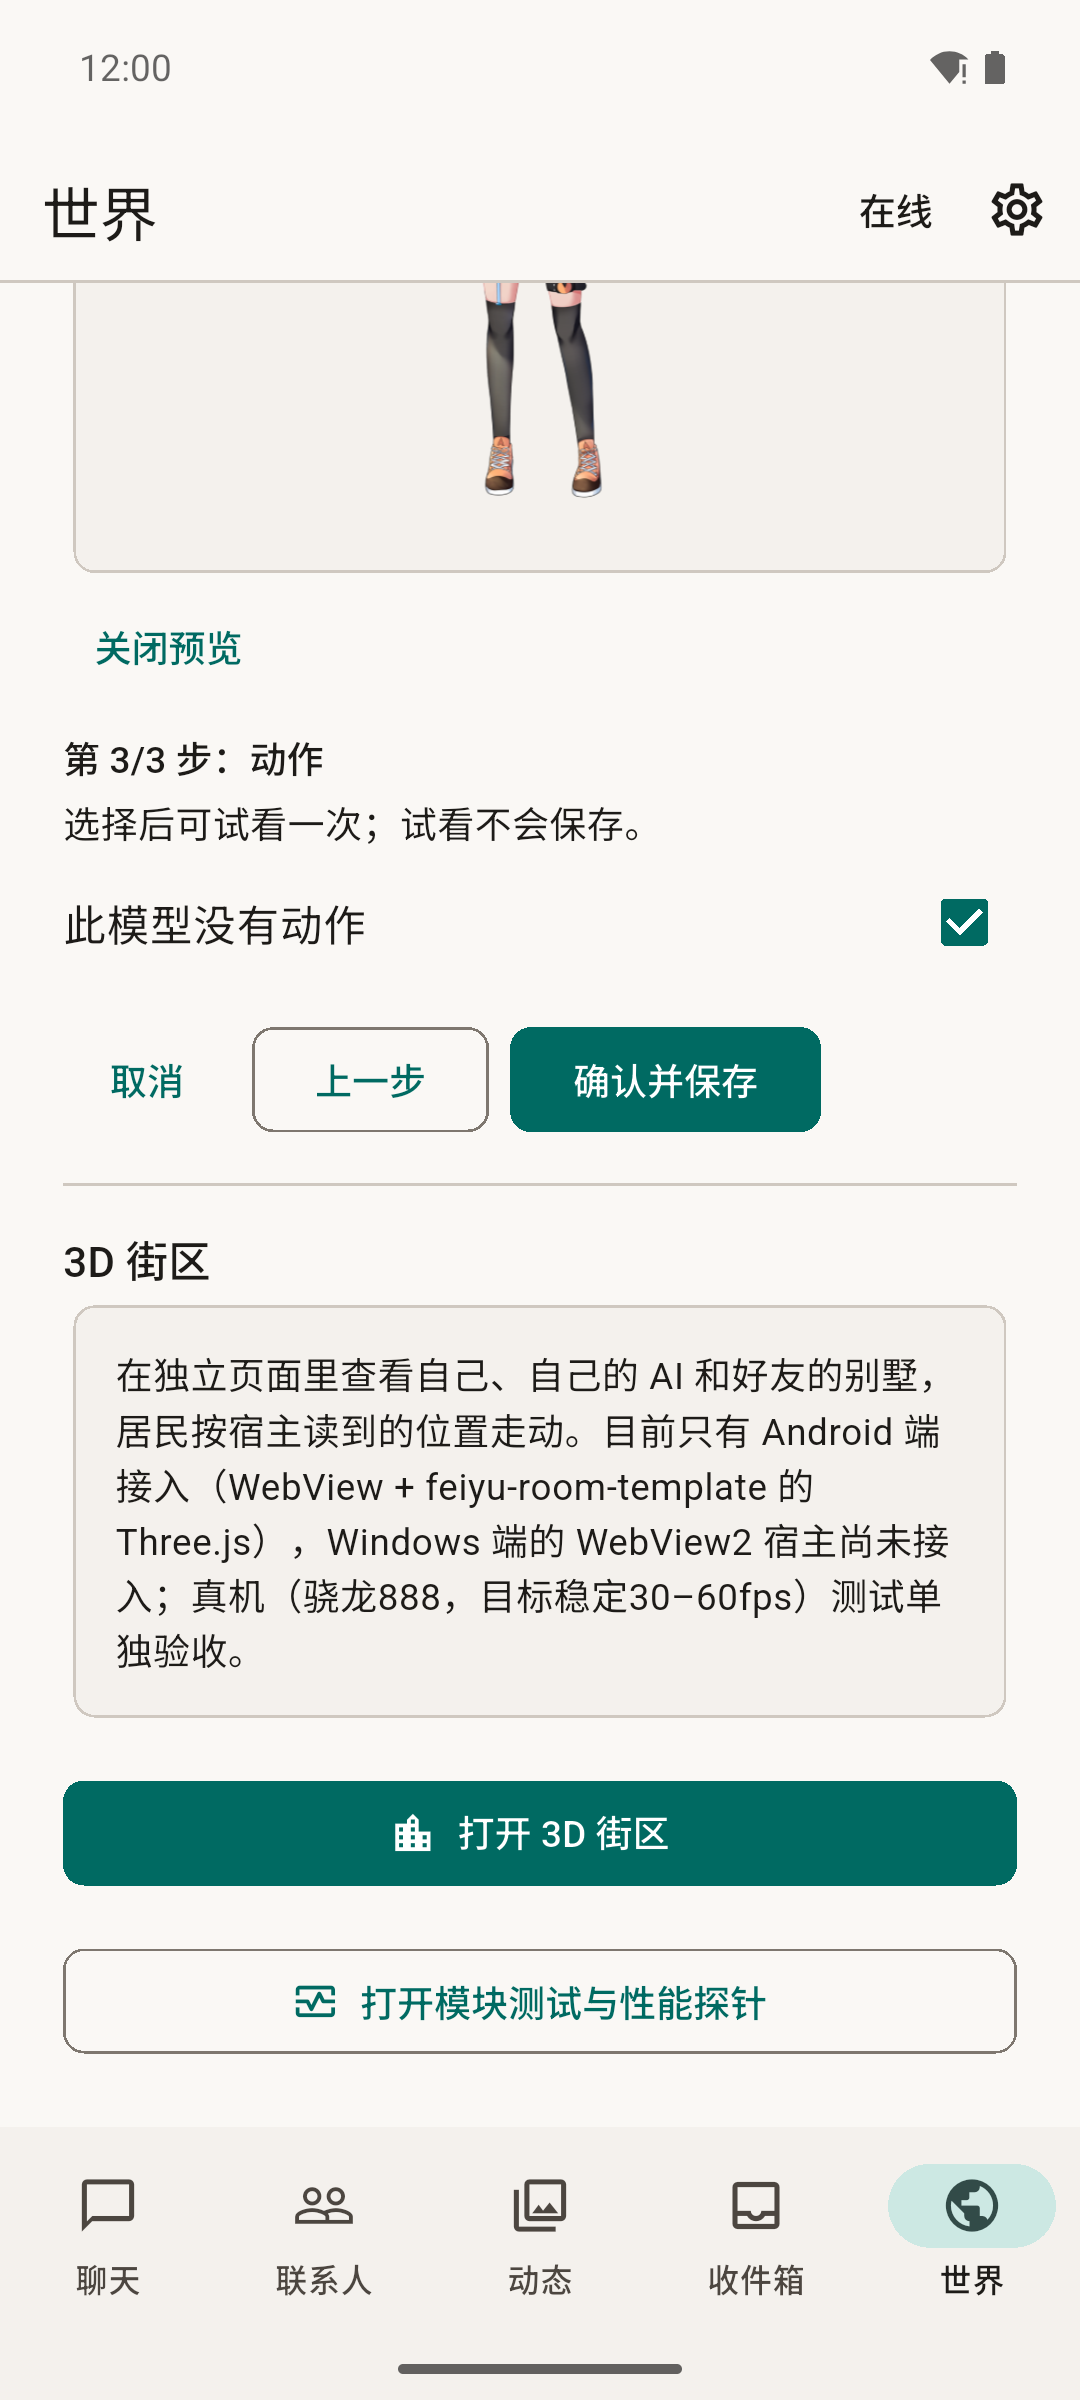 12:00
世界
在线
关闭预览
第 3/3 步：动作
选择后可试看一次；试看不会保存。
此模型没有动作
取消
上一步
确认并保存
3D 街区
在独立页面里查看自己、自己的 AI 和好友的别墅，
居民按宿主读到的位置走动。目前只有 Android 端
接入（WebView + feiyu-room-template 的
Three.js），Windows 端的 WebView2 宿主尚未接
入；真机（骁龙888，目标稳定30–60fps）测试单
独验收。
打开 3D 街区
打开模块测试与性能探针
聊天
联系人
动态
收件箱
世界